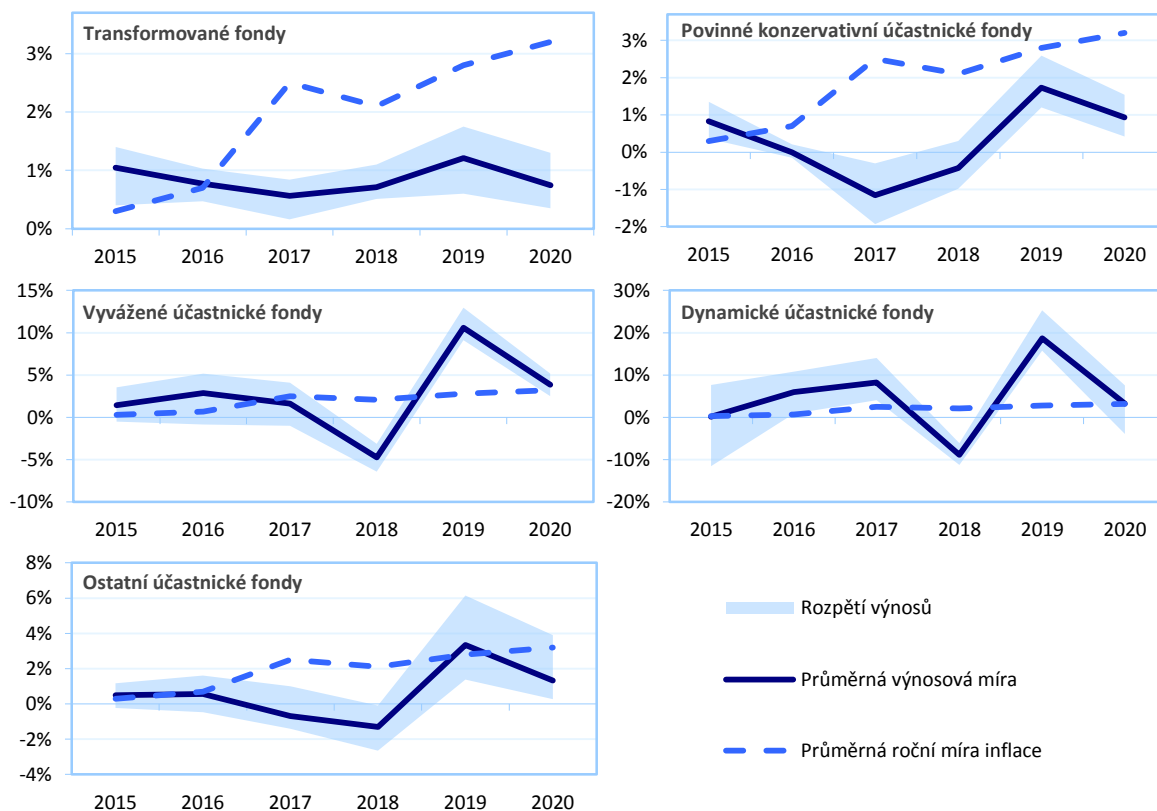 Transformované fondy
3%
2%
1%
0%
2015 2016 2017 2018 2019 2020
Povinné konzervativní účastnické fondy
3%
2%
1%
0%
-1%
-2%
2015 2016 2017 2018 2019 2020
Vyvážené účastnické fondy
15%
10%
5%
0%
-5%
-10%
2015 2016 2017 2018 2019 2020
Dynamické účastnické fondy
30%
20%
10%
0%
-10%
-20%
2015 2016 2017 2018 2019 2020
Ostatní účastnické fondy
8%
6%
4%
2%
0%
-2%
-4%
2015 2016 2017 2018 2019 2020
Rozpětí výnosů
Průměrná výnosová míra
Průměrná roční míra inflace